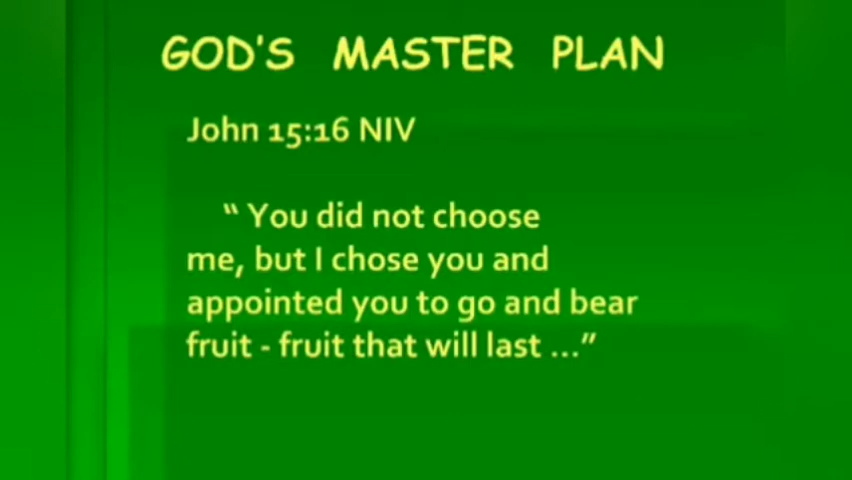 GOD'S MASTER PLAN
John 15:16 NIV
“ You did not choose
me, but I chose you and
appointed you to go and bear
fruit - fruit that will last ...”